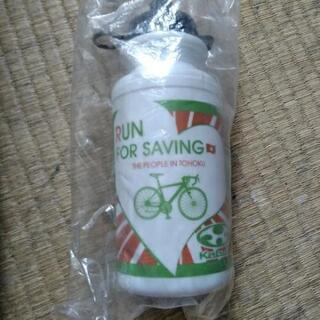 RUN
FOR SAVING
THE PEOPLE IN TOHOKU